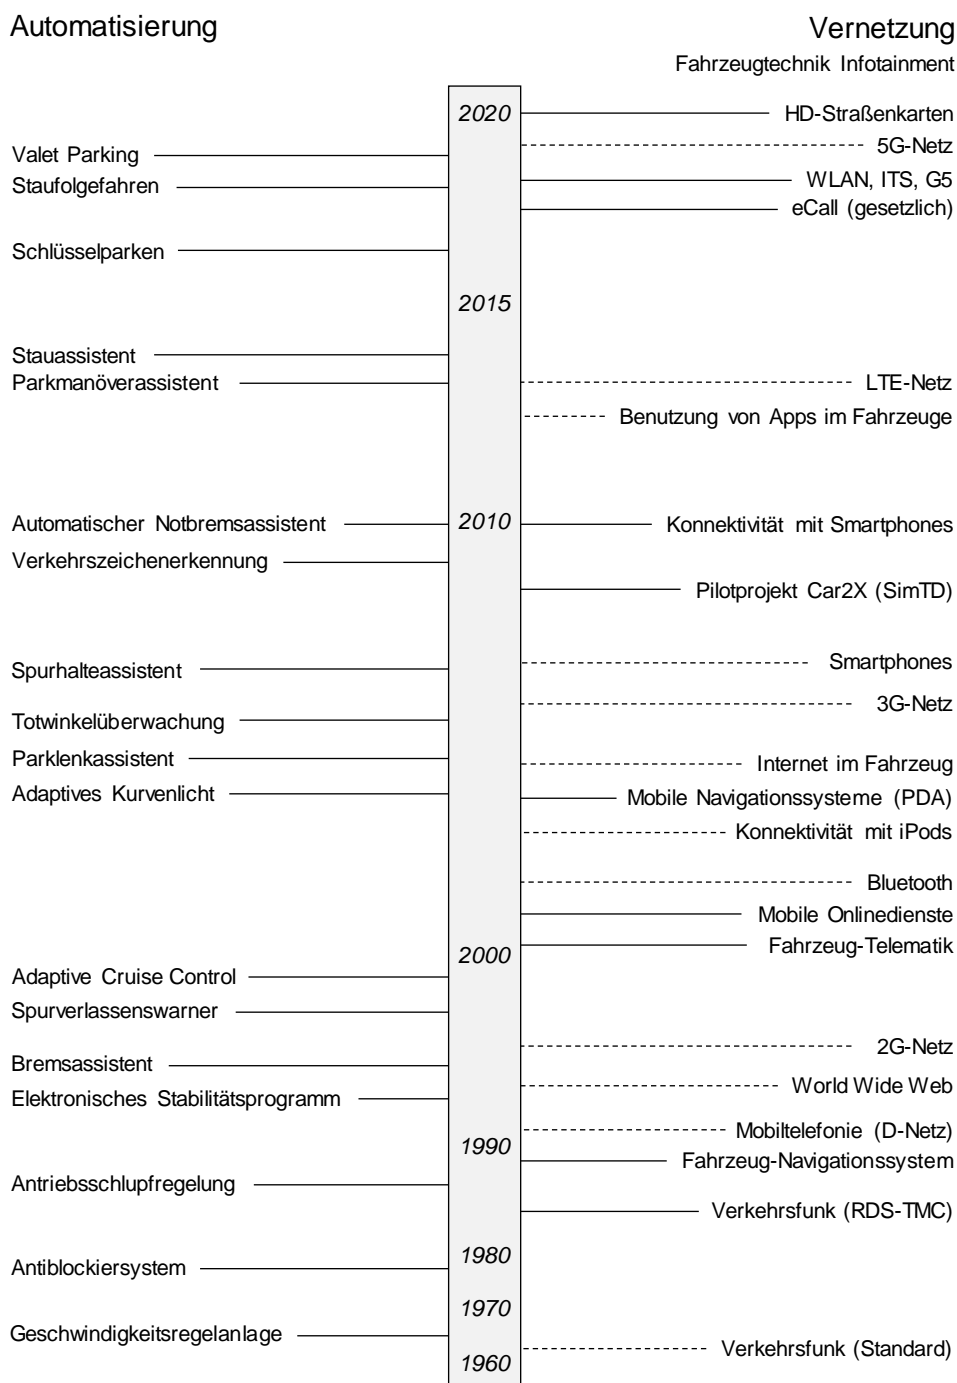 Automatisierung
Vernetzung
Fahrzeugtechnik Infotainment
2020
HD-Straßenkarten
5G-Netz
Valet Parking
WLAN, ITS, G5
Staufolgefahren
eCall (gesetzlich)
Schlüsselparken
2015
Stauassistent
Parkmanöverassistent
LTE-Netz
Benutzung von Apps im Fahrzeuge
2010
Automatischer Notbremsassistent
Konnektivität mit Smartphones
Verkehrszeichenerkennung
Pilotprojekt Car2X (SimTD)
Smartphones
Spurhalteassistent
3G-Netz
Totwinkelüberwachung
Parklenkassistent
Internet im Fahrzeug
Adaptives Kurvenlicht
Mobile Navigationssysteme (PDA)
Konnektivität mit iPods
Bluetooth
Mobile Onlinedienste
Fahrzeug-Telematik
2000
Adaptive Cruise Control
Spurverlassenswarner
2G-Netz
Bremsassistent
World Wide Web
Elektronisches Stabilitätsprogramm
Mobiltelefonie (D-Netz)
1990
Fahrzeug-Navigationssystem
Antriebsschlupfregelung
Verkehrsfunk (RDS-TMC)
1980
Antiblockiersystem
1970
Geschwindigkeitsregelanlage
Verkehrsfunk (Standard)
1960